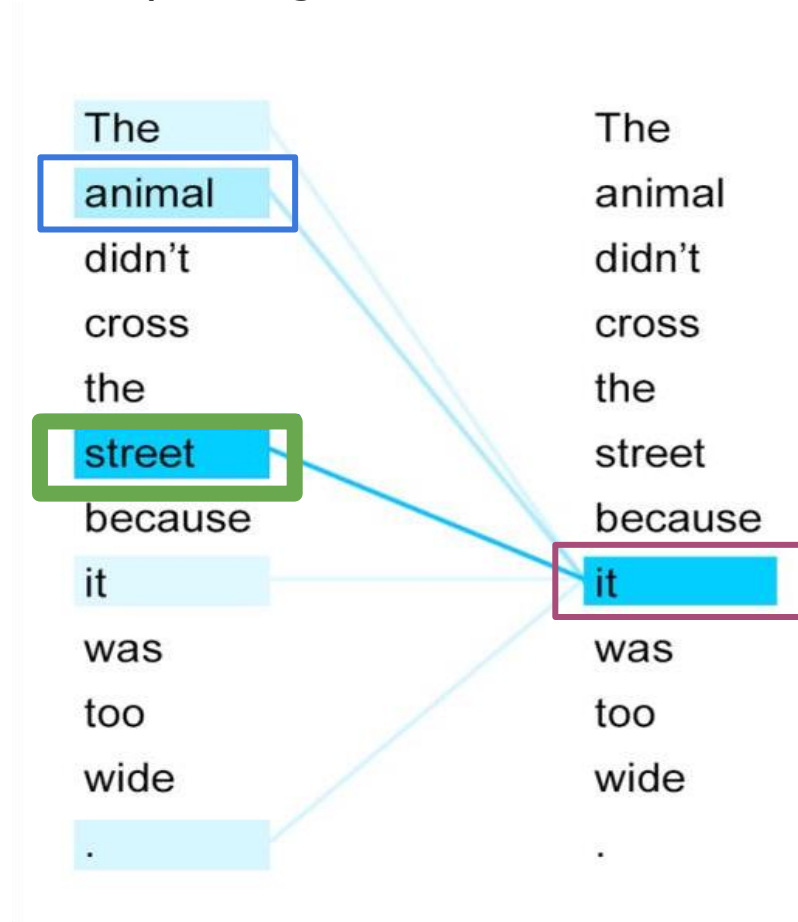 The The
animal animal
didn't didn't
cross cross
the the
street street
because because
it it
was was
too too
wide wide
. .